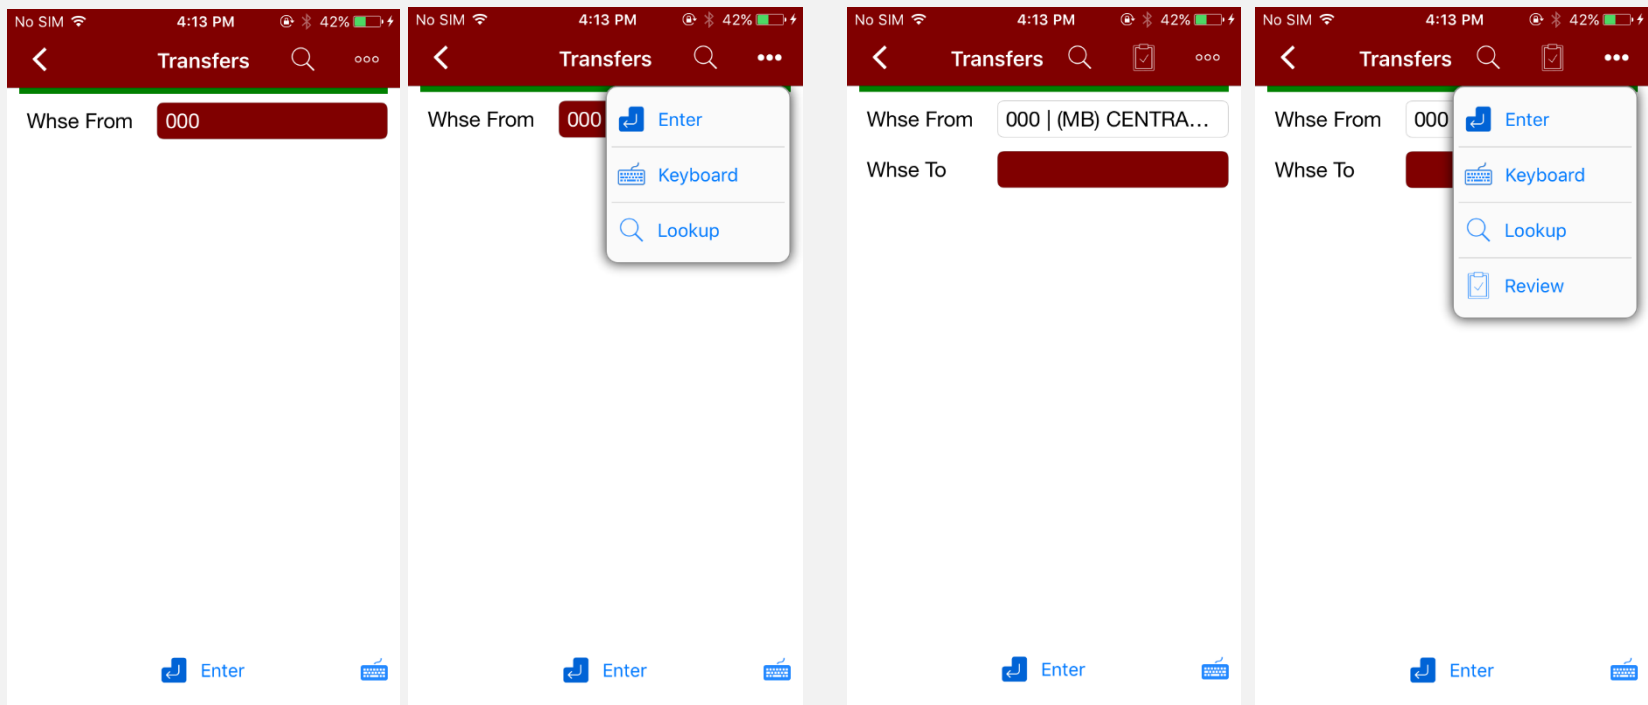 No SIM 4:13 PM 42%
Transfers
Whse From 000
Enter
No SIM 4:13 PM 42%
Transfers
Whse From 000
Enter
Keyboard
Lookup
Enter
No SIM 4:13 PM 42%
Transfers
Whse From 000 | (MB) CENTRA...
Whse To
Enter
No SIM 4:13 PM 42%
Transfers
Whse From 000
Whse To
Enter
Keyboard
Lookup
Review
Enter